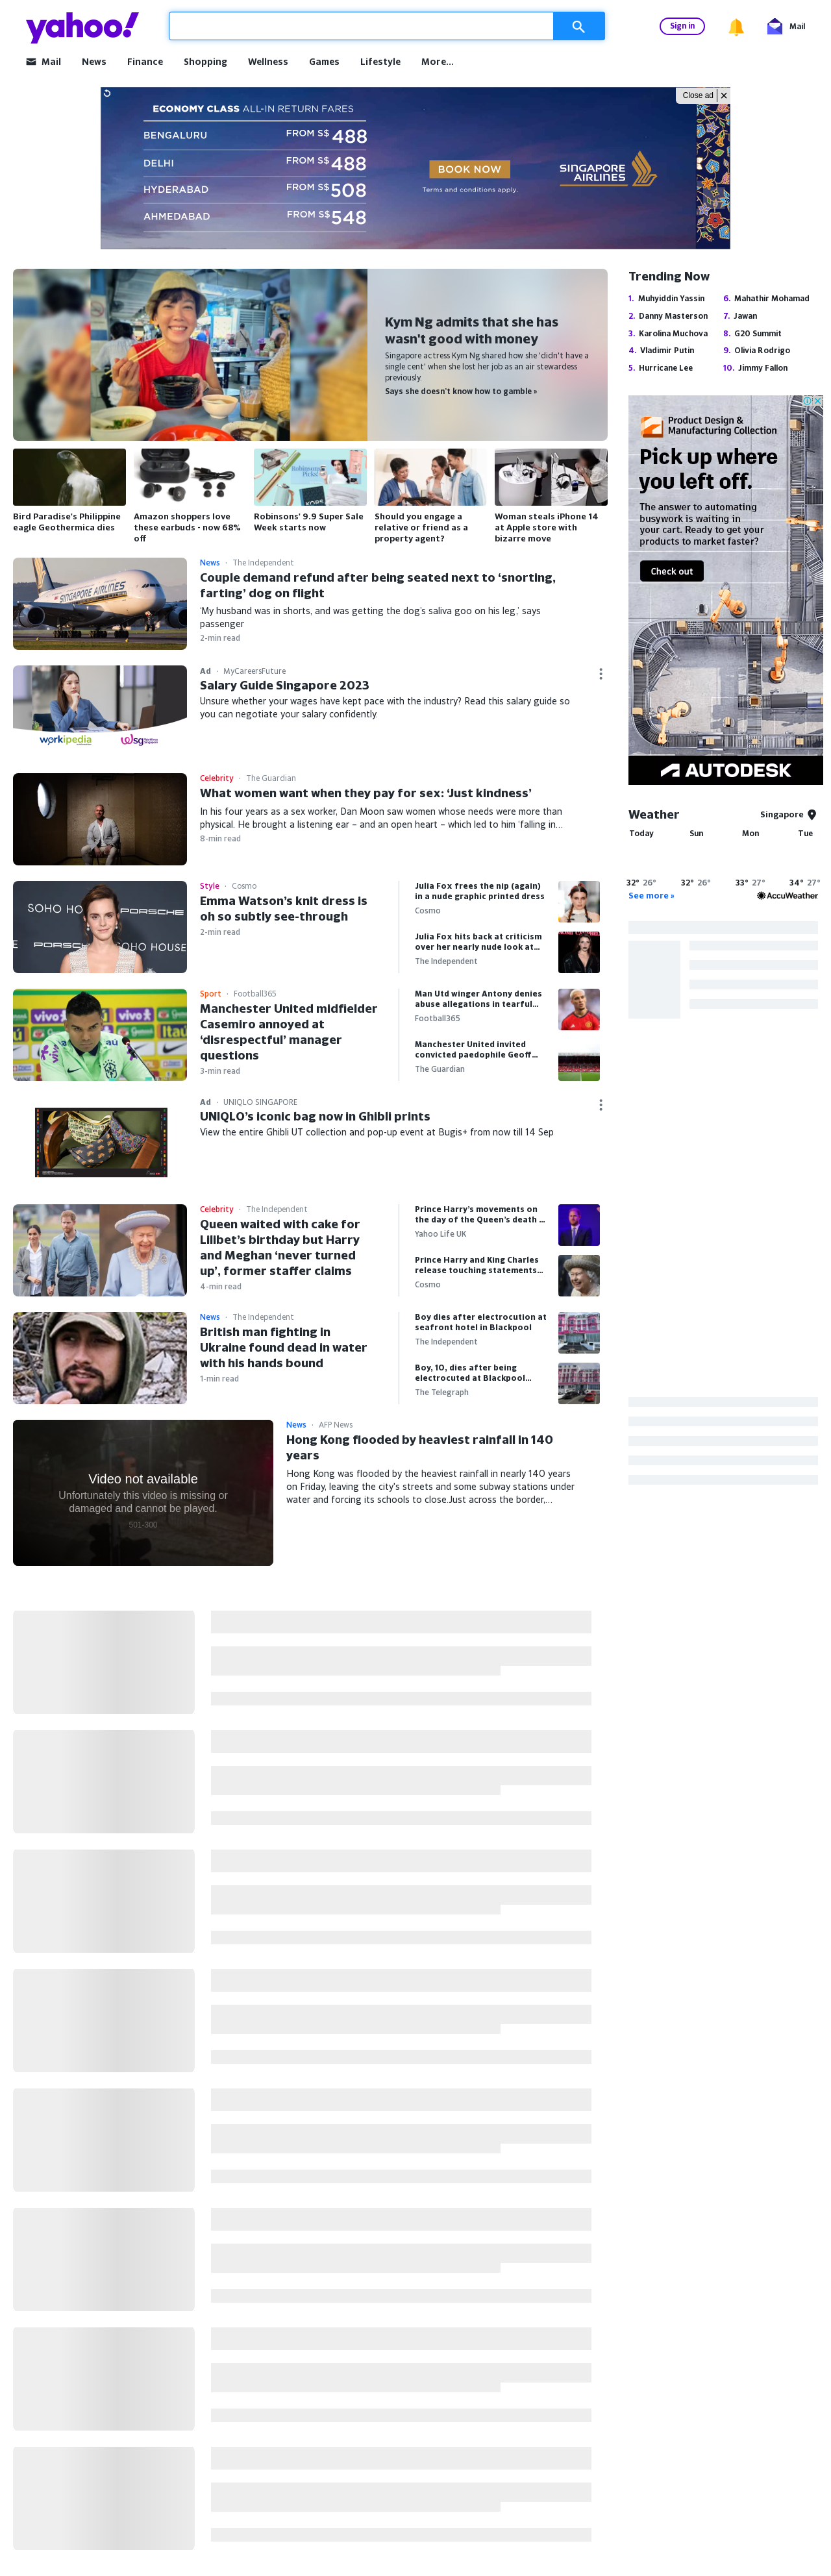 yahoo!
Sign in
Mail
Mail
News
Finance
Shopping
Wellness
Games
Lifestyle
More...
Close ad
ECONOMY CLASS ALL-IN RETURN FARES
BENGALURU FROM S$ 488
DELHI FROM S$ 488
HYDERABAD FROM S$ 508
AHMEDABAD FROM S$ 548
BOOK NOW
Terms and conditions apply.
SINGAPORE
AIRLINES
Kym Ng admits that she has
wasn't good with money
Singapore actress Kym Ng shared how she 'didn't have a
single cent' when she lost her job as an air stewardess
previously.
Says she doesn't know how to gamble »
Bird Paradise's Philippine
eagle Geothermica dies
Amazon shoppers love
these earbuds - now 68%
off
Robinsons' 9.9 Super Sale
Week starts now
Should you engage a
relative or friend as a
property agent?
Woman steals iPhone 14
at Apple store with
bizarre move
News · The Independent
Couple demand refund after being seated next to ‘snorting,
farting’ dog on flight
‘My husband was in shorts, and was getting the dog’s saliva goo on his leg,’ says
passenger
2-min read
Ad · MyCareersFuture
Salary Guide Singapore 2023
Unsure whether your wages have kept pace with the industry? Read this salary guide so
you can negotiate your salary confidently.
workipedia
wsg
Celebrity · The Guardian
What women want when they pay for sex: ‘Just kindness’
In his four years as a sex worker, Dan Moon saw women whose needs were more than
physical. He brought a listening ear – and an open heart – which led to him ‘falling in…
8-min read
SOHO HO
PORSCHE
PORSCHE
SOHO HOUSE
Style · Cosmo
Emma Watson’s knit dress is
oh so subtly see-through
2-min read
Julia Fox frees the nip (again)
in a nude graphic printed dress
Cosmo
Julia Fox hits back at criticism
over her nearly nude look at…
The Independent
vivo
Itaú
Sport · Football365
Manchester United midfielder
Casemiro annoyed at
‘disrespectful’ manager
questions
3-min read
Man Utd winger Antony denies
abuse allegations in tearful…
Football365
Manchester United invited
convicted paedophile Geoff…
The Guardian
Ad · UNIQLO SINGAPORE
UNIQLO’s iconic bag now in Ghibli prints
View the entire Ghibli UT collection and pop-up event at Bugis+ from now till 14 Sep
Celebrity · The Independent
Queen waited with cake for
Lilibet’s birthday but Harry
and Meghan ‘never turned
up’, former staffer claims
4-min read
Prince Harry’s movements on
the day of the Queen’s death …
Yahoo Life UK
Prince Harry and King Charles
release touching statements…
Cosmo
News · The Independent
British man fighting in
Ukraine found dead in water
with his hands bound
1-min read
Boy dies after electrocution at
seafront hotel in Blackpool
The Independent
Boy, 10, dies after being
electrocuted at Blackpool…
The Telegraph
Video not available
Unfortunately this video is missing or
damaged and cannot be played.
501-300
News · AFP News
Hong Kong flooded by heaviest rainfall in 140
years
Hong Kong was flooded by the heaviest rainfall in nearly 140 years
on Friday, leaving the city's streets and some subway stations under
water and forcing its schools to close.Just across the border,…
Trending Now
1. Muhyiddin Yassin
2. Danny Masterson
3. Karolina Muchova
4. Vladimir Putin
5. Hurricane Lee
6. Mahathir Mohamad
7. Jawan
8. G20 Summit
9. Olivia Rodrigo
10. Jimmy Fallon
Product Design &
Manufacturing Collection
Pick up where
you left off.
The answer to automating
busywork is waiting in
your cart. Ready to get your
products to market faster?
Check out
AUTODESK
Weather
Singapore
Today Sun Mon Tue
32° 26° 32° 26° 33° 27° 34° 27°
See more »
AccuWeather